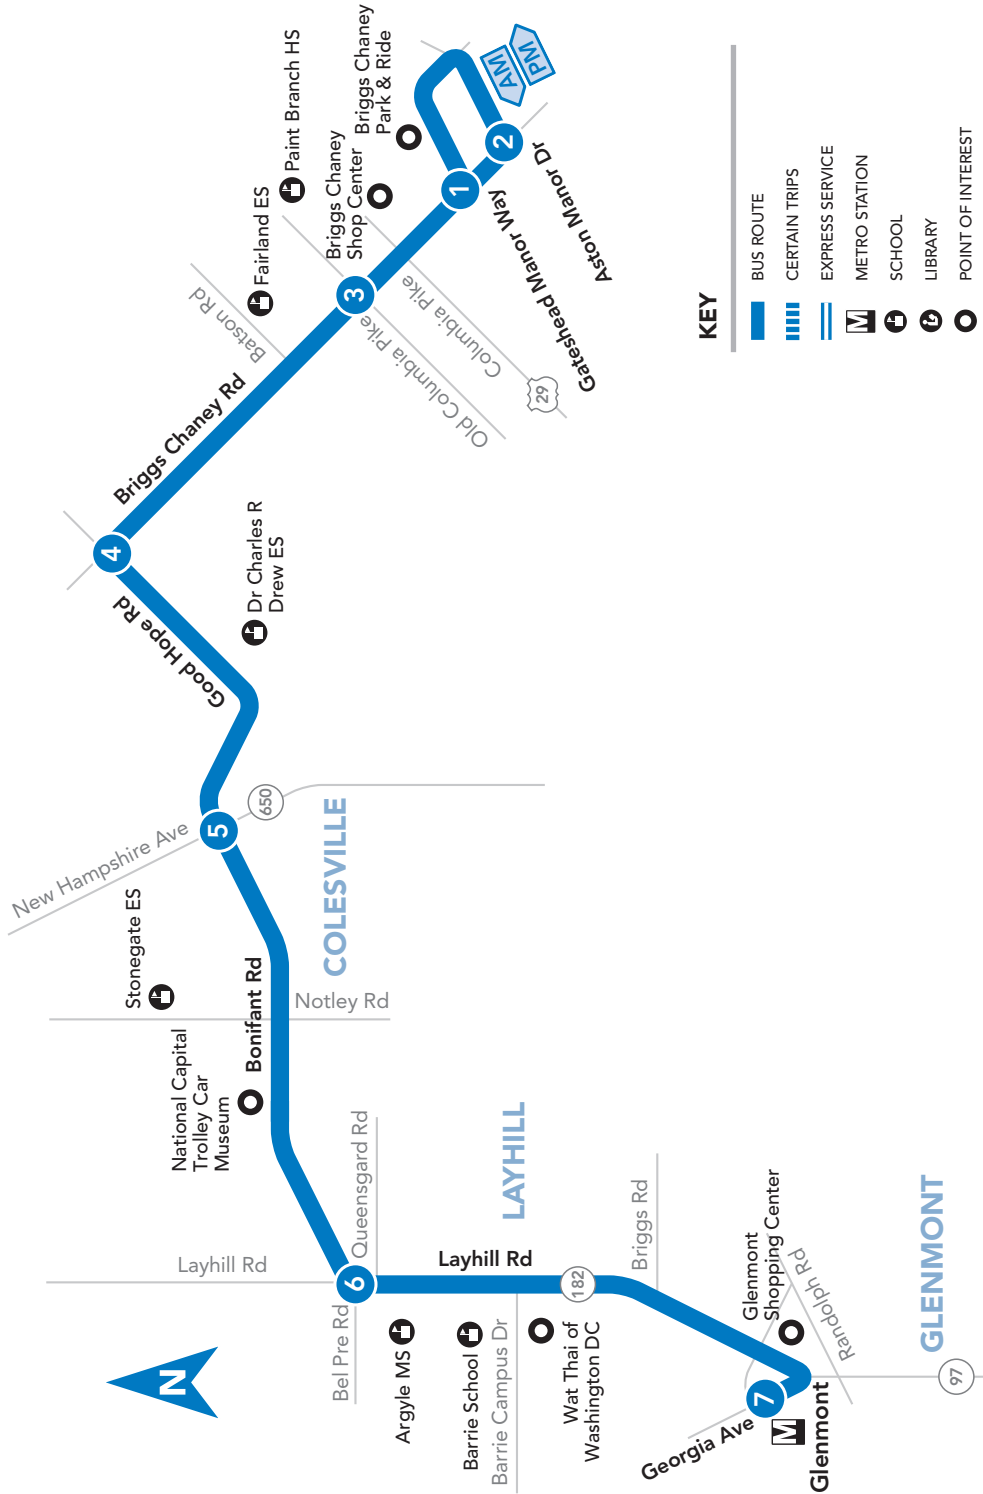 Paint Branch HS
Fairland ES
Briggs Chaney
Park & Ride
Briggs Chaney
Shop Center
AM
PM
2
1
3
4
5
6
7
Aston Manor Dr
Gateshead Manor Way
Columbia Pike
Old Columbia Pike
29
Batson Rd
Briggs Chaney Rd
Good Hope Rd
Dr Charles R
Drew ES
New Hampshire Ave
650
COLESVILLE
Stonegate ES
Notley Rd
Bonifant Rd
National Capital
Trolley Car
Museum
Queensgard Rd
Layhill Rd
Bel Pre Rd
Layhill Rd
LAYHILL
182
Argyle MS
Barrie School
Barrie Campus Dr
Wat Thai of
Washington DC
Briggs Rd
Glenmont
Shopping Center
Randolph Rd
GLENMONT
97
Georgia Ave
M
Glenmont
N
KEY
BUS ROUTE
CERTAIN TRIPS
EXPRESS SERVICE
M METRO STATION
SCHOOL
LIBRARY
POINT OF INTEREST